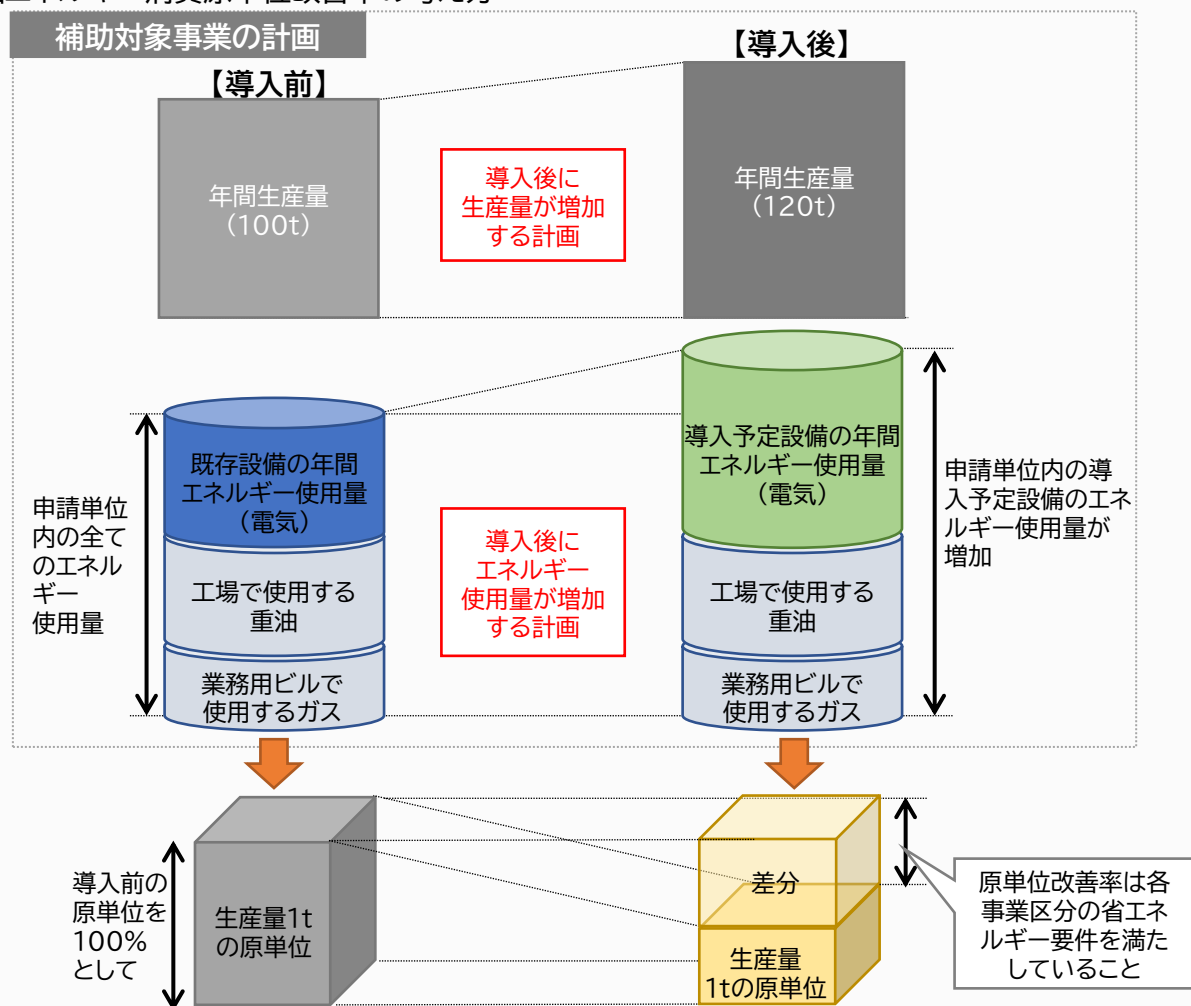 補助対象事業の計画
【導入前】
【導入後】
年間生産量
(100t)
導入後に
生産量が増加
する計画
年間生産量
(120t)
既存設備の年間
エネルギー使用量
(電気)
導入予定設備の年間
エネルギー使用量
(電気)
申請単位
内の全て
のエネル
ギー
使用量
導入後に
エネルギー
使用量が増加
する計画
申請単位内の導
入予定設備のエネ
ルギー使用量が
増加
工場で使用する
重油
工場で使用する
重油
業務用ビルで
使用するガス
業務用ビルで
使用するガス
導入前の
原単位を
100%
として
生産量1t
の原単位
差分
生産量
1tの原単位
原単位改善率は各
事業区分の省エネ
ルギー要件を満た
していること